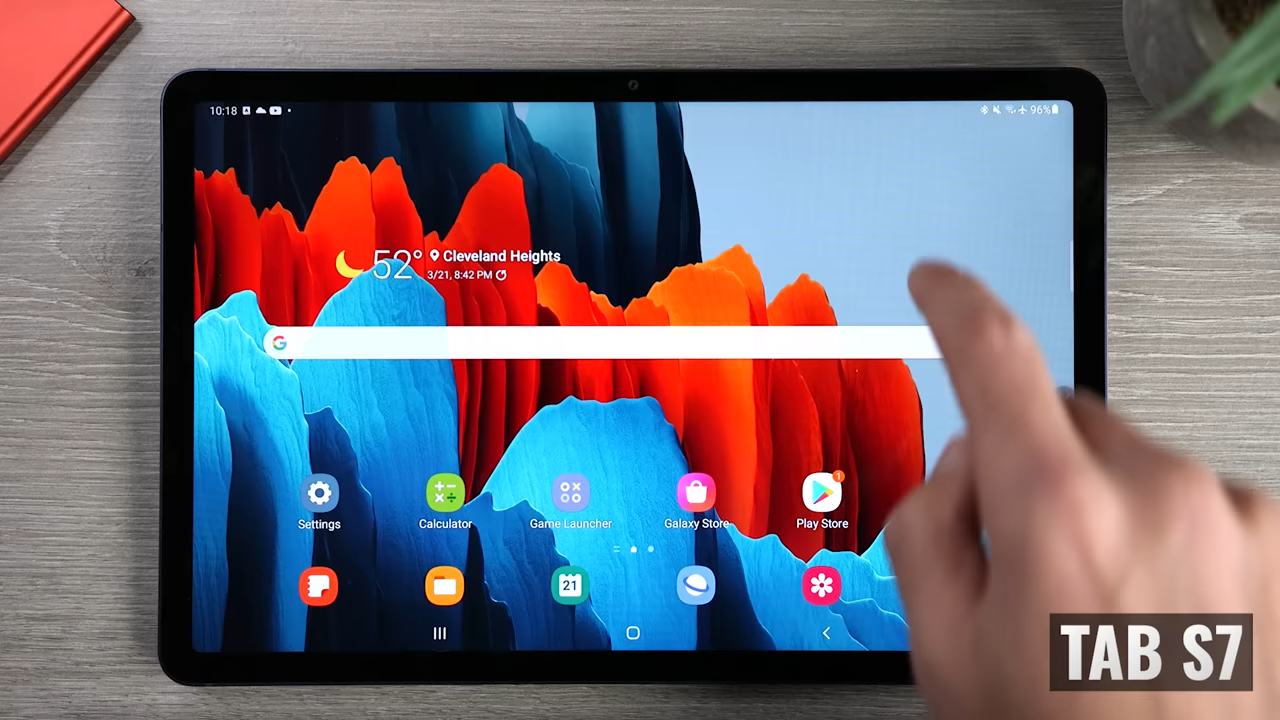 10:18
96%
52° Cleveland Heights
3/21, 8:42 PM
G
Settings
Calculator
Game Launcher
Galaxy Store
1
Play Store
21
TAB S7